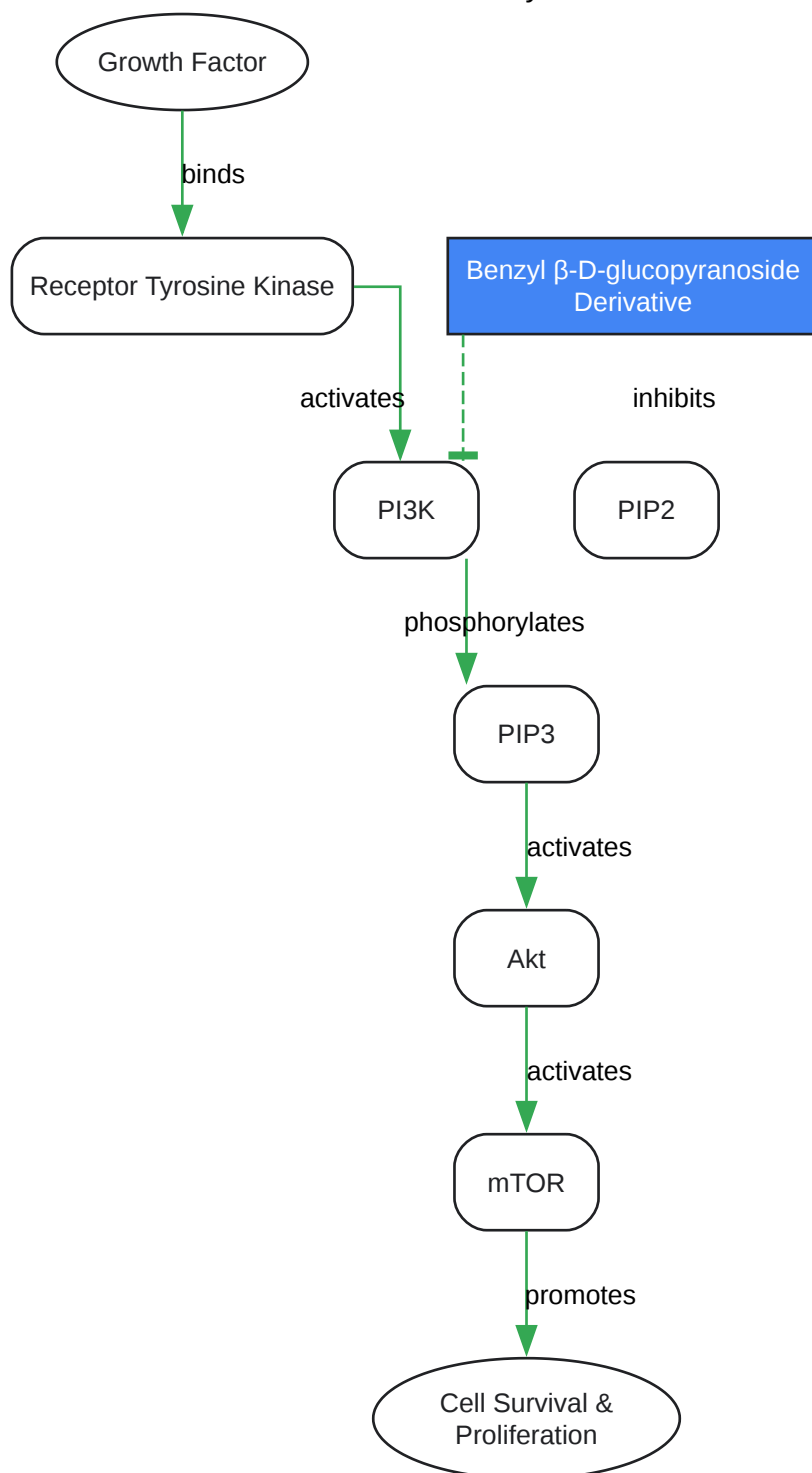 Growth Factor
binds
Receptor Tyrosine Kinase
Benzyl β-D-glucopyranoside
Derivative
activates
inhibits
PI3K
PIP2
phosphorylates
PIP3
activates
Akt
activates
mTOR
promotes
Cell Survival &
Proliferation